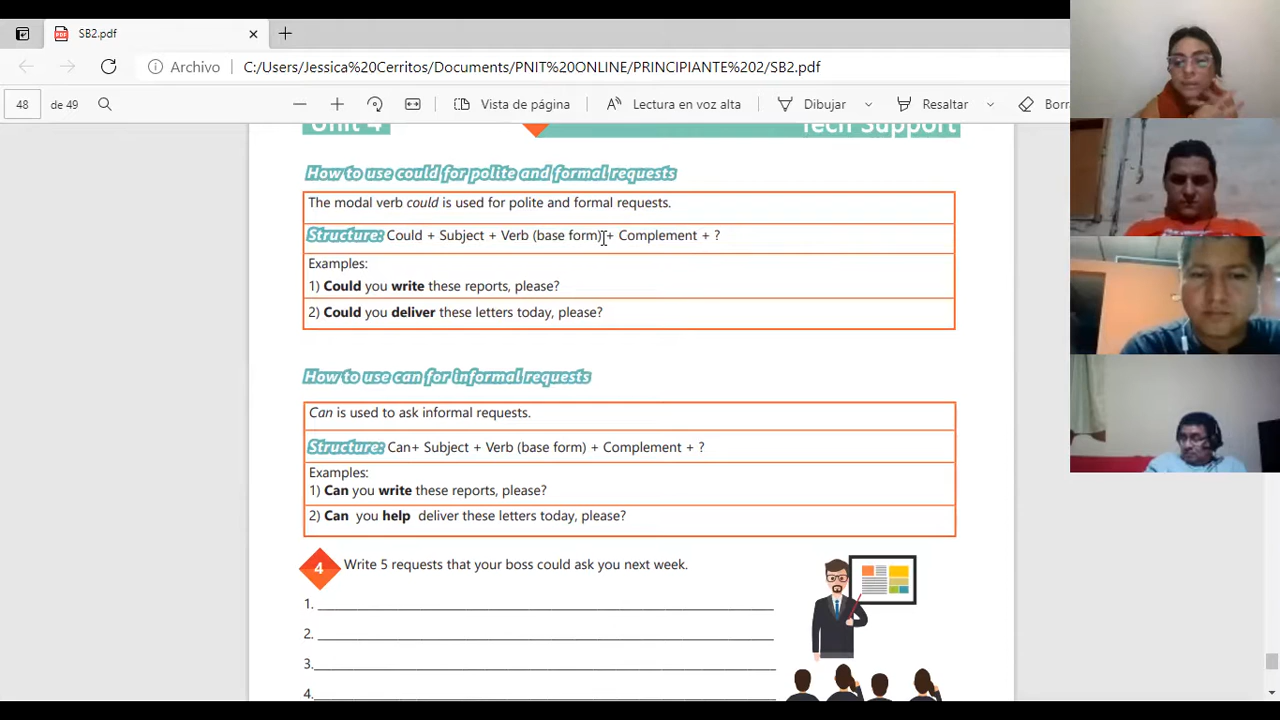 SB2.pdf
Archivo C:/Users/Jessica%20Cerritos/Documents/PNIT%20ONLINE/PRINCIPIANTE%202/SB2.pdf
48 de 49 Vista de página Lectura en voz alta Dibujar Resaltar Borr
Unit 4 Tech Support
How to use could for polite and formal requests
The modal verb could is used for polite and formal requests.
Structure: Could + Subject + Verb (base form) + Complement + ?
Examples:
1) Could you write these reports, please?
2) Could you deliver these letters today, please?
How to use can for informal requests
Can is used to ask informal requests.
Structure: Can+ Subject + Verb (base form) + Complement + ?
Examples:
1) Can you write these reports, please?
2) Can you help deliver these letters today, please?
4 Write 5 requests that your boss could ask you next week.
1.
2.
3.
4.